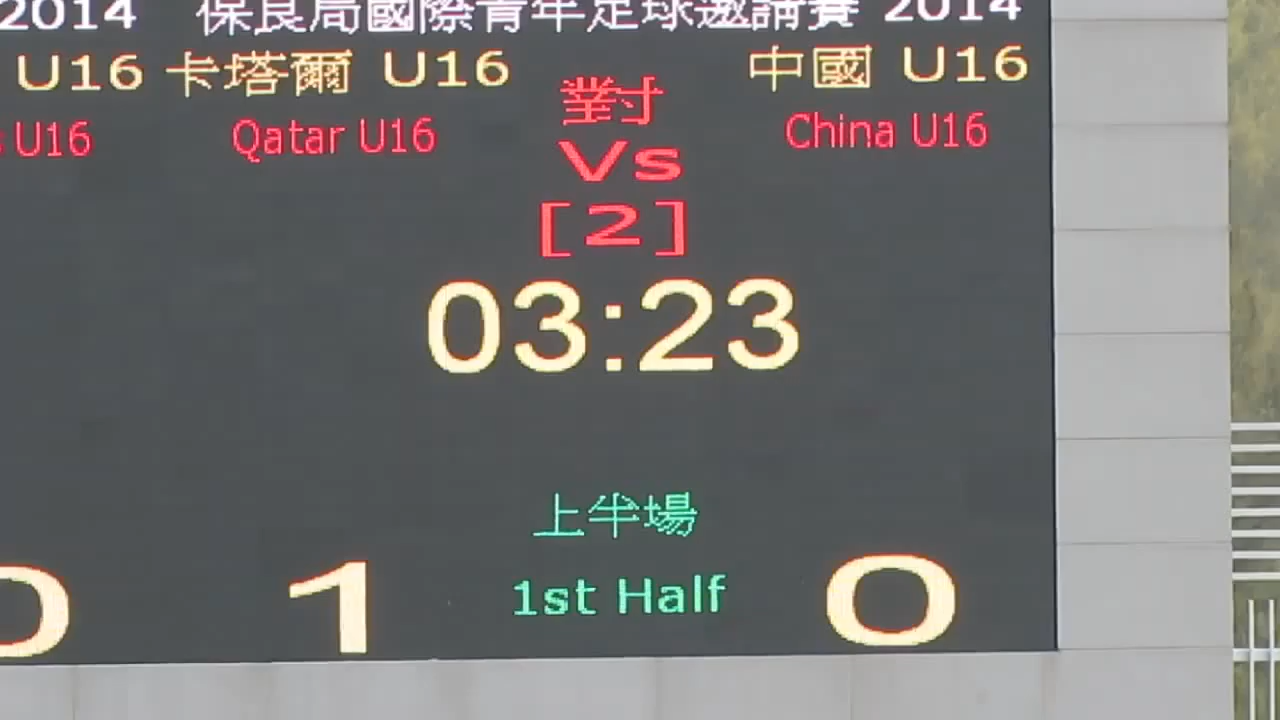 2014 保良局國際青年足球邀請賽 2014
U16 卡塔爾 U16 對 中國 U16
U16 Qatar U16 Vs China U16
[2]
03:23
上半場
0 1 1st Half 0